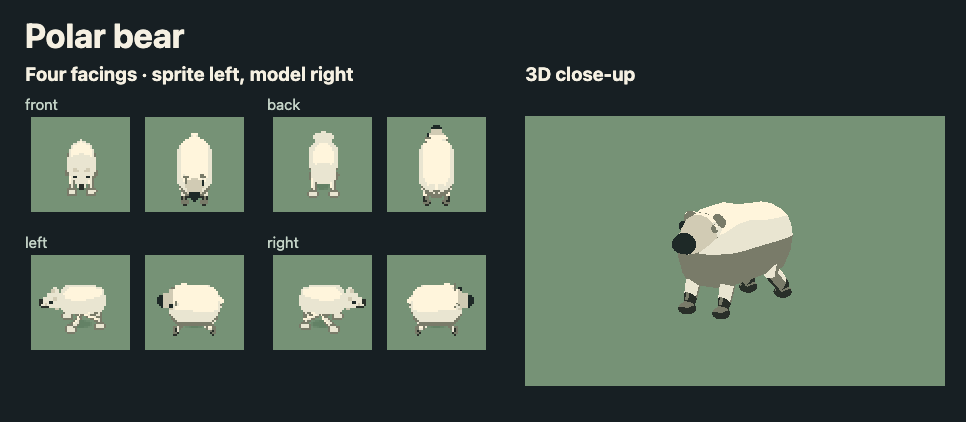 Polar bear
Four facings · sprite left, model right
3D close-up
front
back
left
right